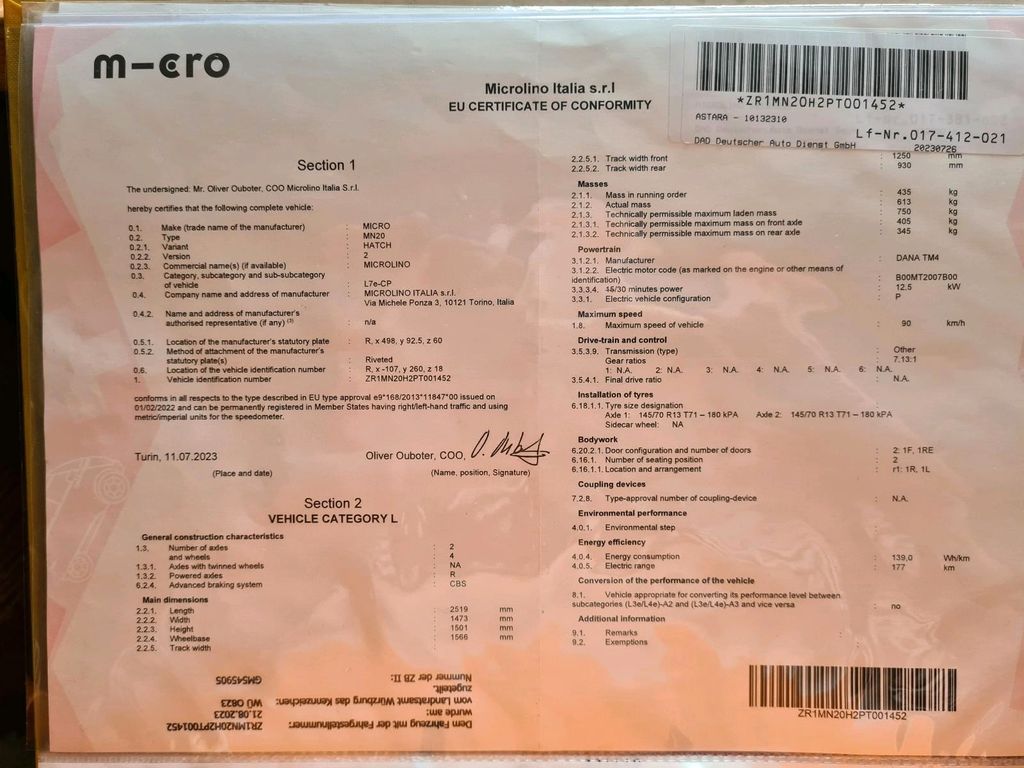 m-cro
Microlino Italia s.r.l
EU CERTIFICATE OF CONFORMITY
*ZR1MN20H2PT001452*
ASTARA - 10132310
Lf-Nr.017-412-021
DAD Deutscher Auto Dienst GmbH
20230726
Section 1
The undersigned: Mr. Oliver Ouboter, COO Microlino Italia S.r.l.
hereby certifies that the following complete vehicle:
0.1. Make (trade name of the manufacturer) : MICRO
0.2. Type : MN20
0.2.1. Variant : HATCH
0.2.2. Version : 2
0.2.3. Commercial name(s) (if available) : MICROLINO
0.3. Category, subcategory and sub-subcategory
of vehicle : L7e-CP
0.4. Company name and address of manufacturer : MICROLINO ITALIA s.r.l.
Via Michele Ponza 3, 10121 Torino, Italia
0.4.2. Name and address of manufacturer's
authorised representative (if any) (3) : n/a
0.5.1. Location of the manufacturer's statutory plate : R, x 498, y 92.5, z 60
0.5.2. Method of attachment of the manufacturer's
statutory plate(s) : Riveted
0.6. Location of the vehicle identification number : R, x -107, y 260, z 18
1. Vehicle identification number : ZR1MN20H2PT001452
conforms in all respects to the type described in EU type approval e9*168/2013*11847*00 issued on
01/02/2022 and can be permanently registered in Member States having right/left-hand traffic and using
metric/imperial units for the speedometer.
Turin, 11.07.2023
Oliver Ouboter, COO,
(Place and date)
(Name, position, Signature)
Section 2
VEHICLE CATEGORY L
General construction characteristics
1.3. Number of axles : 2
and wheels : 4
1.3.1. Axles with twinned wheels : NA
1.3.2. Powered axles : R
6.2.4. Advanced braking system : CBS
Main dimensions
2.2.1. Length : 2519 mm
2.2.2. Width : 1473 mm
2.2.3. Height : 1501 mm
2.2.4. Wheelbase : 1566 mm
2.2.5. Track width
2.2.5.1. Track width front : 1250 mm
2.2.5.2. Track width rear : 930 mm
Masses
2.1.1. Mass in running order : 435 kg
2.1.2. Actual mass : 613 kg
2.1.3. Technically permissible maximum laden mass : 750 kg
2.1.3.1. Technically permissible maximum mass on front axle : 405 kg
2.1.3.2. Technically permissible maximum mass on rear axle : 345 kg
Powertrain
3.1.2.1. Manufacturer : DANA TM4
3.1.2.2. Electric motor code (as marked on the engine or other means of
identification) : B00MT2007B00
3.3.3.4. 15/30 minutes power : 12.5 kW
3.3.1. Electric vehicle configuration : P
Maximum speed
1.8. Maximum speed of vehicle : 90 km/h
Drive-train and control
3.5.3.9. Transmission (type) : Other
Gear ratios : 7.13:1
1: N.A. 2: N.A. 3: N.A. 4: N.A. 5: N.A. 6: N.A.
3.5.4.1. Final drive ratio : N.A.
Installation of tyres
6.18.1.1. Tyre size designation
Axle 1: 145/70 R13 T71 – 180 kPA Axle 2: 145/70 R13 T71 – 180 kPA
Sidecar wheel: NA
Bodywork
6.20.2.1. Door configuration and number of doors : 2: 1F, 1RE
6.16.1. Number of seating position : 2
6.16.1.1. Location and arrangement : r1: 1R, 1L
Coupling devices
7.2.8. Type-approval number of coupling-device : N.A.
Environmental performance
4.0.1. Environmental step :
Energy efficiency
4.0.4. Energy consumption : 139,0 Wh/km
4.0.5. Electric range : 177 km
Conversion of the performance of the vehicle
8.1. Vehicle appropriate for converting its performance level between
subcategories (L3e/L4e)-A2 and (L3e/L4e)-A3 and vice versa : no
Additional information
9.1. Remarks
9.2. Exemptions
ZR1MN20H2PT001452
Dem Fahrzeug mit der Fahrgestellnummer: ZR1MN20H2PT001452
wurde am: 21.08.2023
vom Landratsamt Würzburg das Kennzeichen: WÜ 0823
zugeteilt.
Nummer der ZB II: GM545905